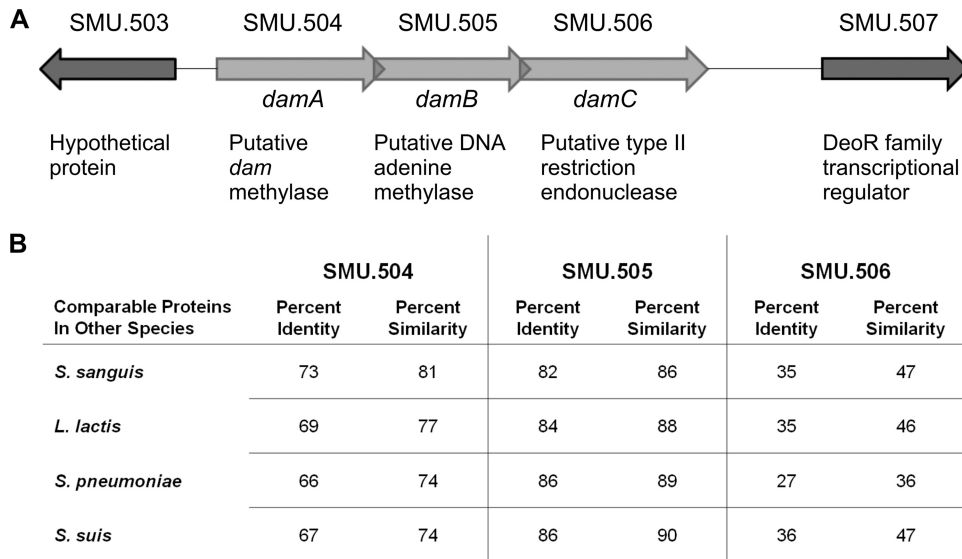 A
SMU.503 SMU.504 SMU.505 SMU.506 SMU.507
damA damB damC
Hypothetical Putative Putative DNA Putative type II DeoR family
protein dam adenine restriction transcriptional
methylase methylase endonuclease regulator
B
SMU.504 SMU.505 SMU.506
Comparable Proteins Percent Percent Percent Percent Percent Percent
In Other Species Identity Similarity Identity Similarity Identity Similarity
S. sanguis 73 81 82 86 35 47
L. lactis 69 77 84 88 35 46
S. pneumoniae 66 74 86 89 27 36
S. suis 67 74 86 90 36 47